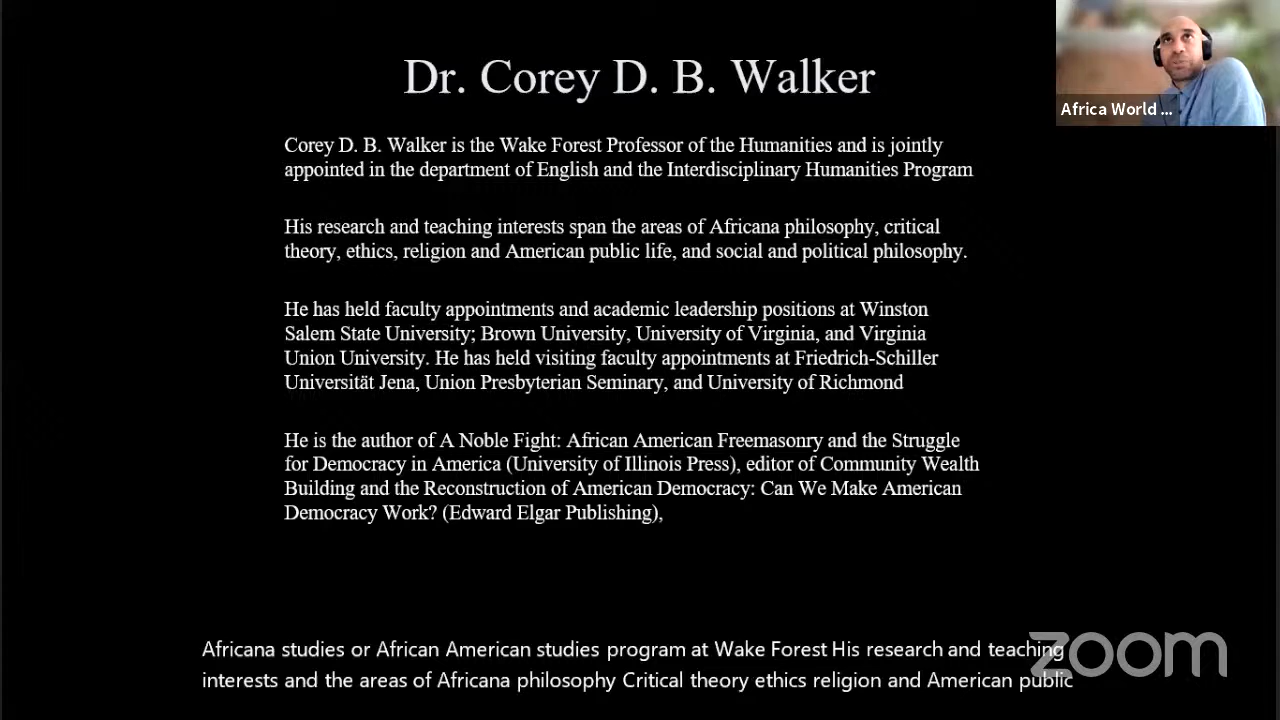 Dr. Corey D. B. Walker
Africa World ...
Corey D. B. Walker is the Wake Forest Professor of the Humanities and is jointly
appointed in the department of English and the Interdisciplinary Humanities Program
His research and teaching interests span the areas of Africana philosophy, critical
theory, ethics, religion and American public life, and social and political philosophy.
He has held faculty appointments and academic leadership positions at Winston
Salem State University; Brown University, University of Virginia, and Virginia
Union University. He has held visiting faculty appointments at Friedrich-Schiller
Universität Jena, Union Presbyterian Seminary, and University of Richmond
He is the author of A Noble Fight: African American Freemasonry and the Struggle
for Democracy in America (University of Illinois Press), editor of Community Wealth
Building and the Reconstruction of American Democracy: Can We Make American
Democracy Work? (Edward Elgar Publishing),
Africana studies or African American studies program at Wake Forest His research and teaching
interests and the areas of Africana philosophy Critical theory ethics religion and American public
zoom